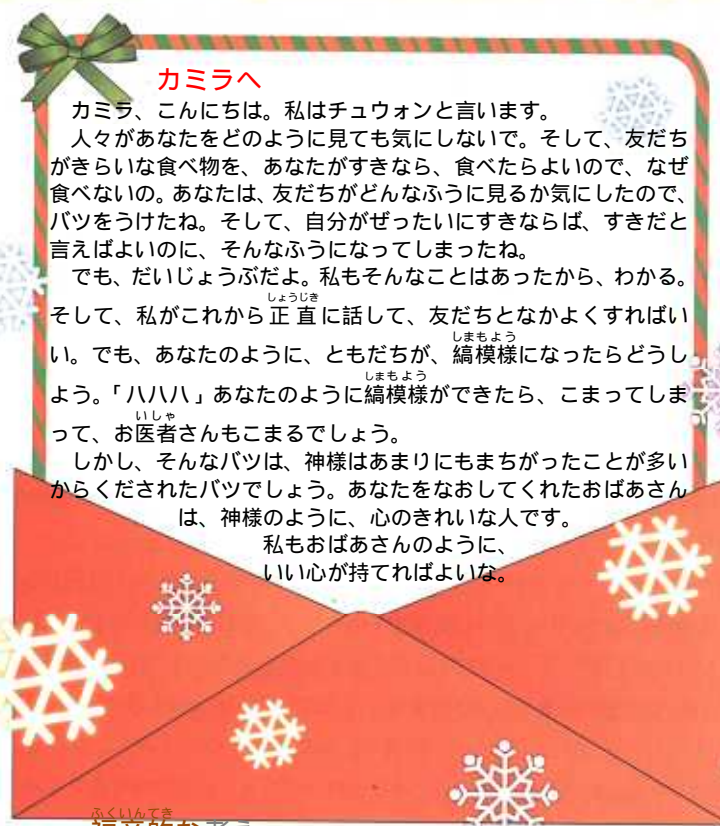 カミラへ
カミラ、こんにちは。私はチュウォンと言います。
人々があなたをどのように見ても気にしないで。そして、友だち
がきらいな食べ物を、あなたがすきなら、食べたらよいので、なぜ
食べないの。あなたは、友だちがどんなふうに見るか気にしたので、
バツをうけたね。そして、自分がぜったいにすきならば、すきだと
言えばよいのに、そんなふうになってしまったね。
でも、だいじょうぶだよ。私もそんなことはあったから、わかる。
しょうじき
そして、私がこれから正直に話して、友だちとなかよくすればい
しまもよう
い。でも、あなたのように、ともだちが、縞模様になったらどうし
しまもよう
よう。「ハハハ」あなたのように縞模様ができたら、こまってしま
いしゃ
って、お医者さんもこまるでしょう。
しかし、そんなバツは、神様はあまりにもまちがったことが多い
からくだされたバツでしょう。あなたをなおしてくれたおばあさん
は、神様のように、心のきれいな人です。
私もおばあさんのように、
いい心が持てればよいな。
ふくいんてき